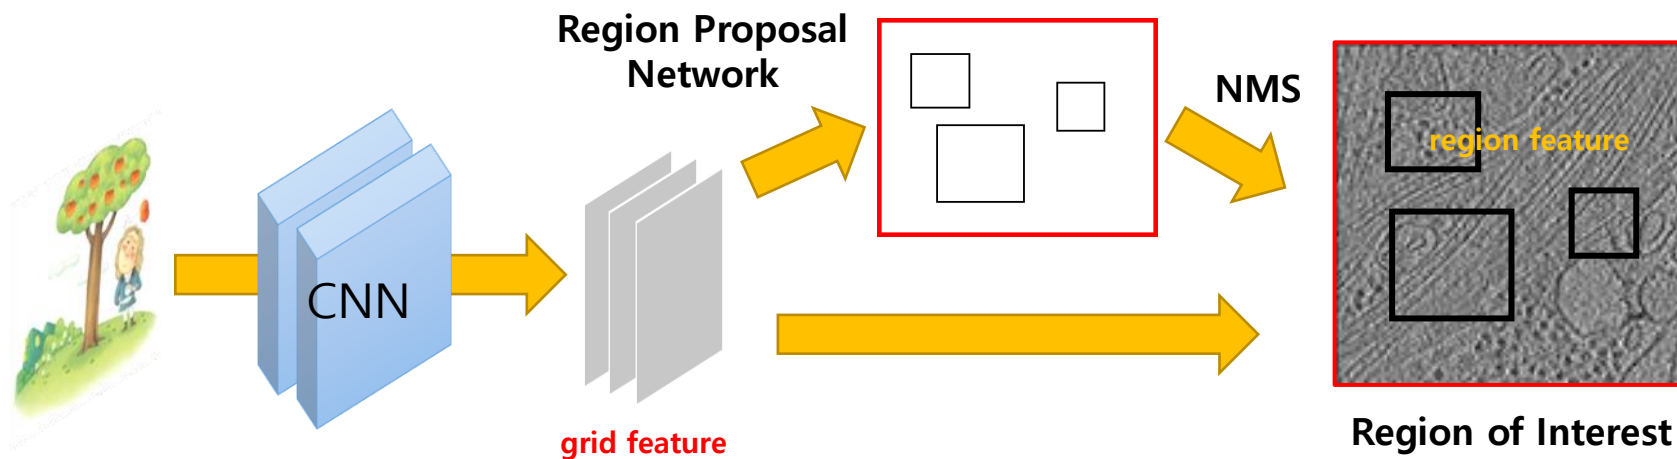 Region Proposal
Network
NMS
region feature
CNN
grid feature
Region of Interest